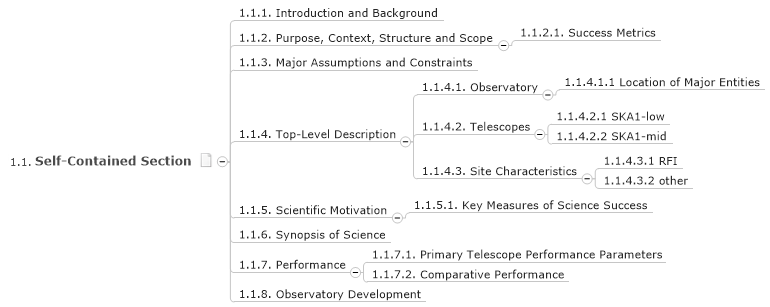 1.1. Self-Contained Section
1.1.1. Introduction and Background
1.1.2. Purpose, Context, Structure and Scope
1.1.2.1. Success Metrics
1.1.3. Major Assumptions and Constraints
1.1.4. Top-Level Description
1.1.4.1. Observatory
1.1.4.1.1 Location of Major Entities
1.1.4.2. Telescopes
1.1.4.2.1 SKA1-low
1.1.4.2.2 SKA1-mid
1.1.4.3. Site Characteristics
1.1.4.3.1 RFI
1.1.4.3.2 other
1.1.5. Scientific Motivation
1.1.5.1. Key Measures of Science Success
1.1.6. Synopsis of Science
1.1.7. Performance
1.1.7.1. Primary Telescope Performance Parameters
1.1.7.2. Comparative Performance
1.1.8. Observatory Development